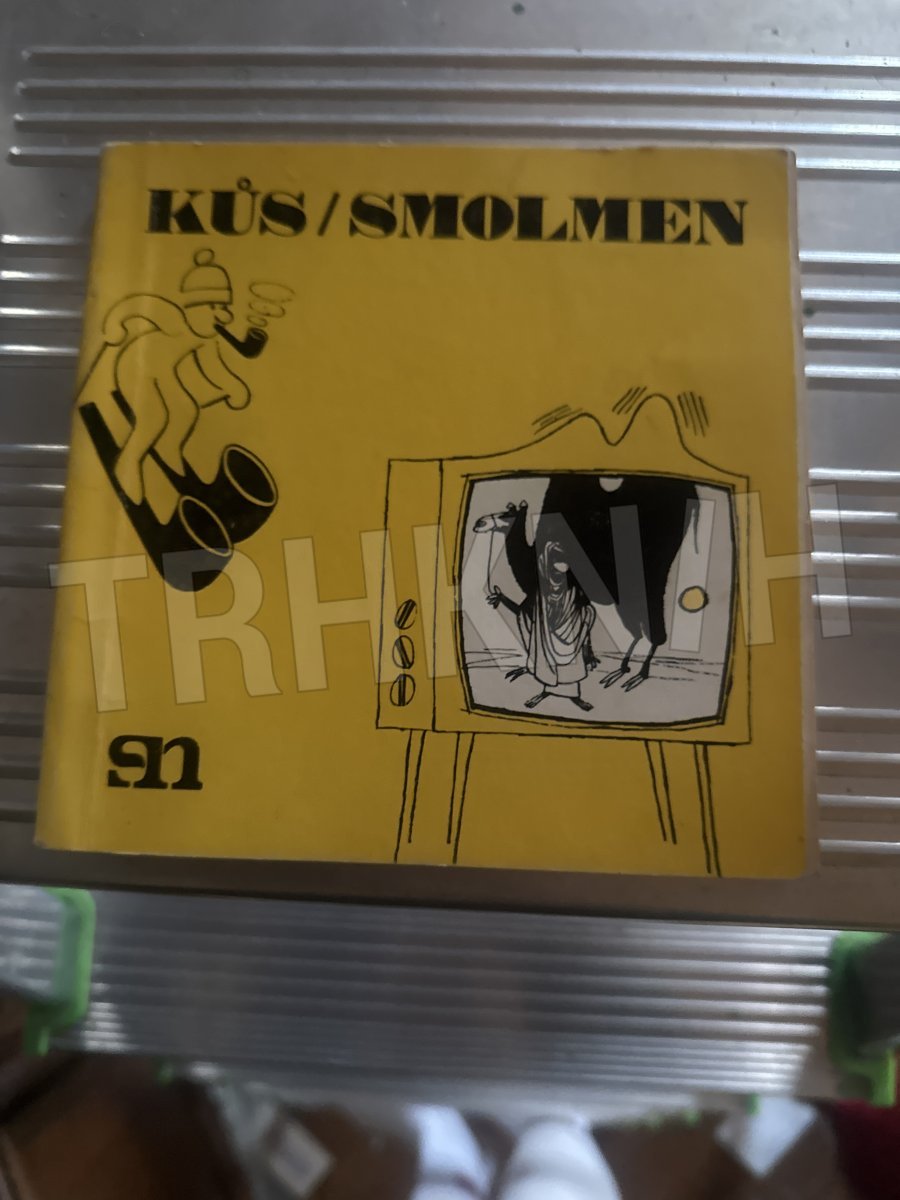 KŮS / SMOLMEN
TRHKNIH
sn